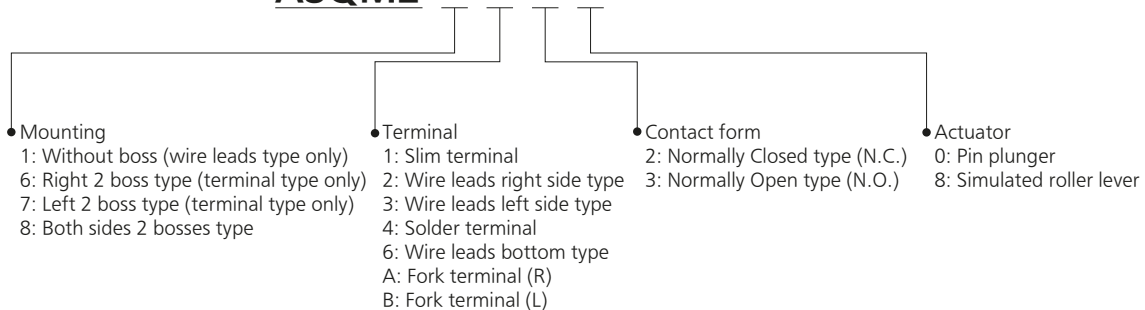 Mounting
1: Without boss (wire leads type only)
6: Right 2 boss type (terminal type only)
7: Left 2 boss type (terminal type only)
8: Both sides 2 bosses type
Terminal
1: Slim terminal
2: Wire leads right side type
3: Wire leads left side type
4: Solder terminal
6: Wire leads bottom type
A: Fork terminal (R)
B: Fork terminal (L)
Contact form
2: Normally Closed type (N.C.)
3: Normally Open type (N.O.)
Actuator
0: Pin plunger
8: Simulated roller lever